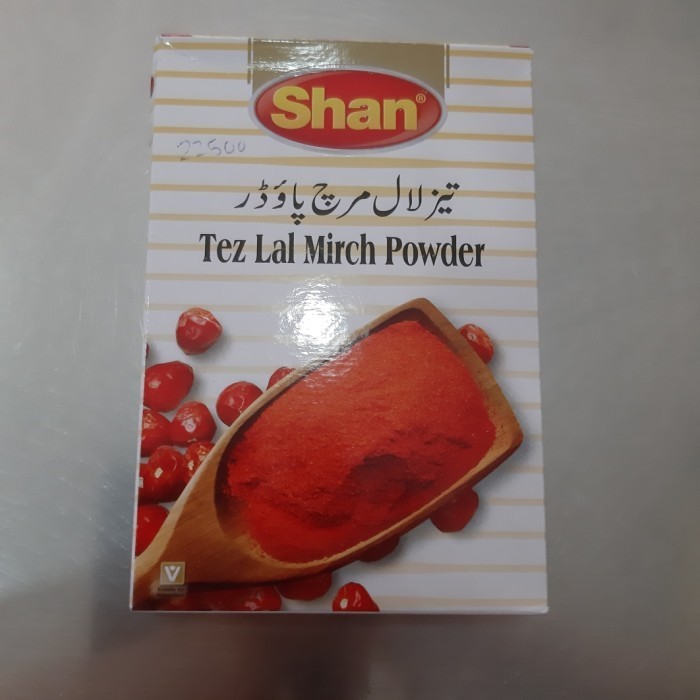 Shan®
22500
تیز لال مرچ پاؤڈر
Tez Lal Mirch Powder
V